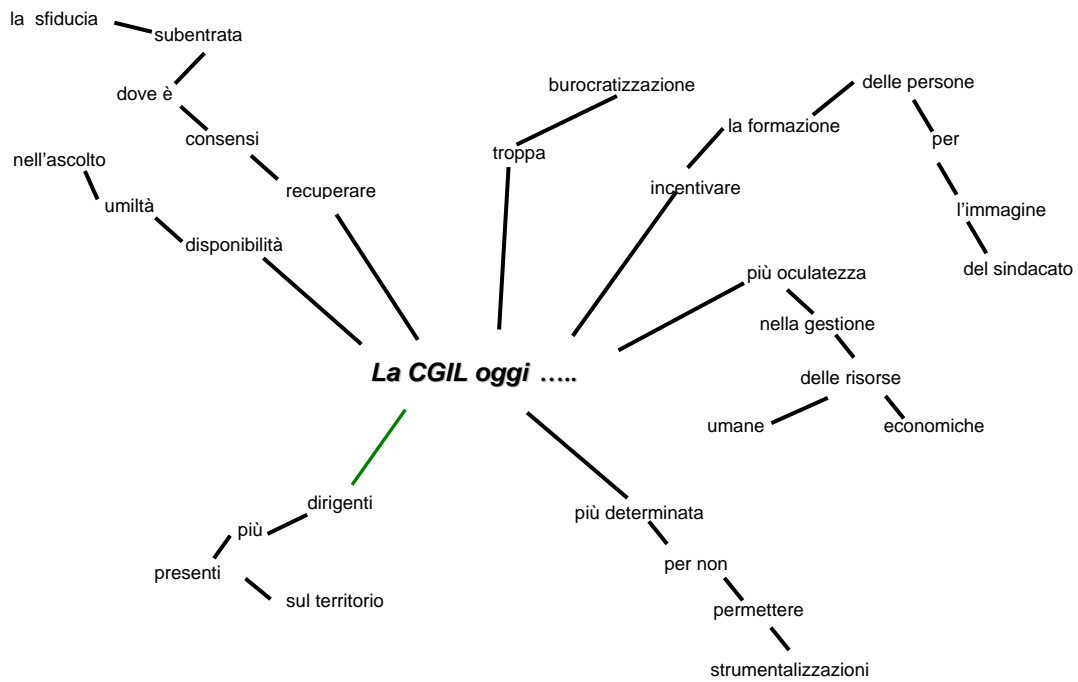 la sfiducia
subentrata
dove è
consensi
recuperare
nell'ascolto
umiltà
disponibilità
burocratizzazione
troppa
delle persone
la formazione
per
incentivare
l'immagine
del sindacato
più oculatezza
nella gestione
delle risorse
umane
economiche
La CGIL oggi …..
dirigenti
più
presenti
sul territorio
più determinata
per non
permettere
strumentalizzazioni